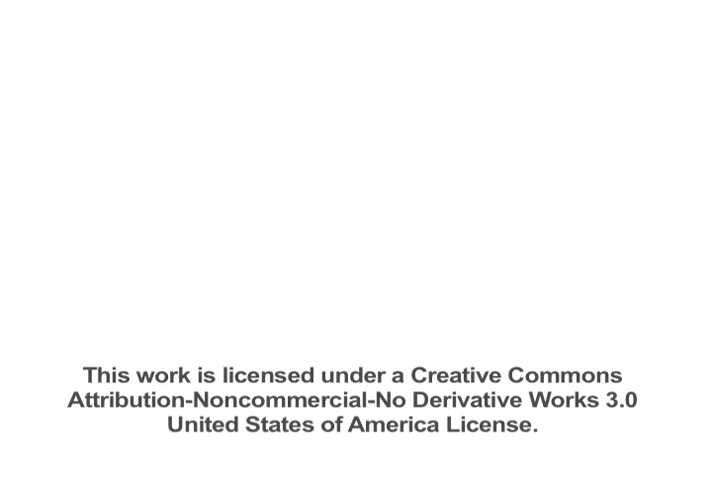 This work is licensed under a Creative Commons
Attribution-Noncommercial-No Derivative Works 3.0
United States of America License.